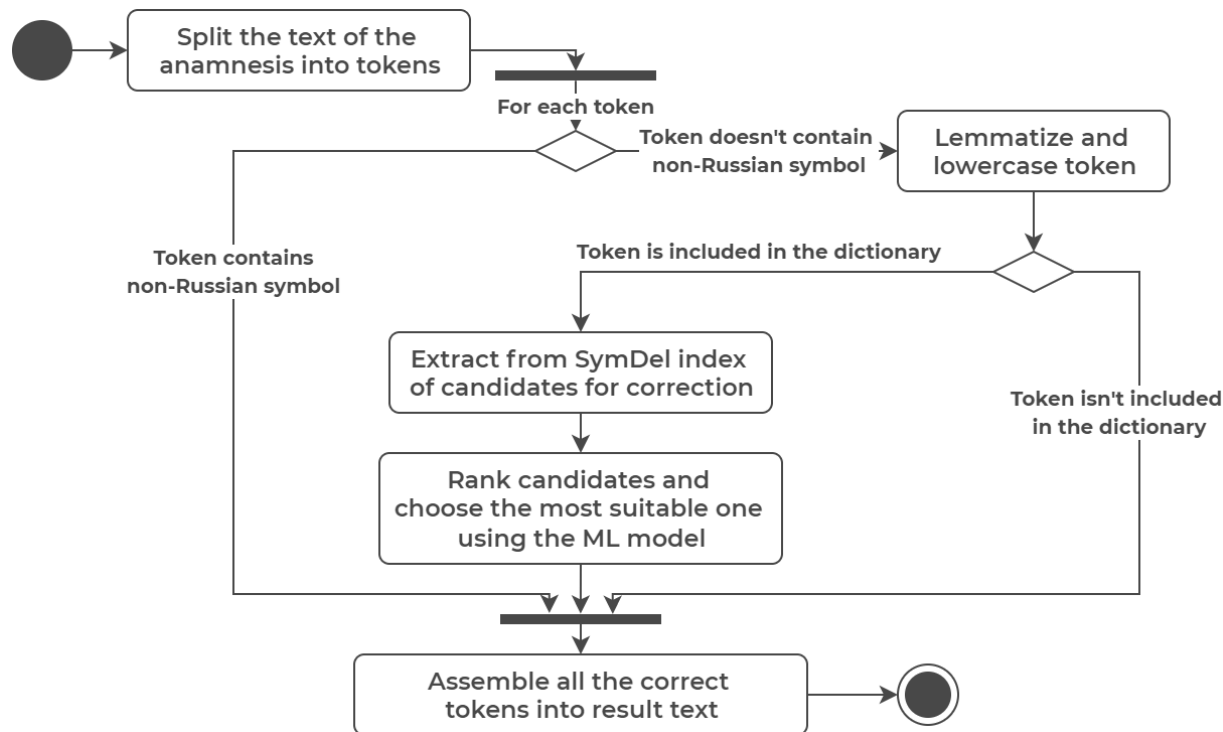 Split the text of the
anamnesis into tokens
For each token
Token doesn't contain
non-Russian symbol
Lemmatize and
lowercase token
Token contains
non-Russian symbol
Token is included in the dictionary
Extract from SymDel index
of candidates for correction
Token isn't included
in the dictionary
Rank candidates and
choose the most suitable one
using the ML model
Assemble all the correct
tokens into result text